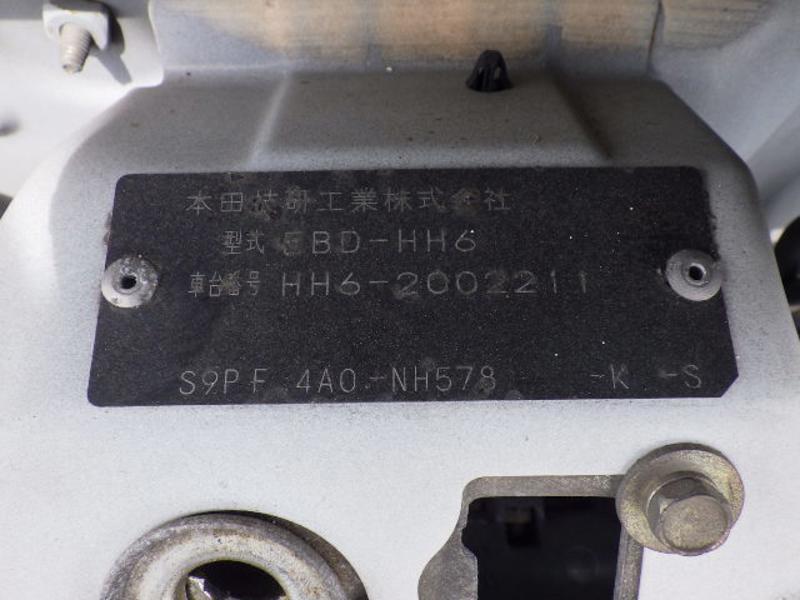 本田技研工業株式会社
型式 EBD-HH6
車台番号 HH6-2002211
S9PF 4A0-NH578 -K -S